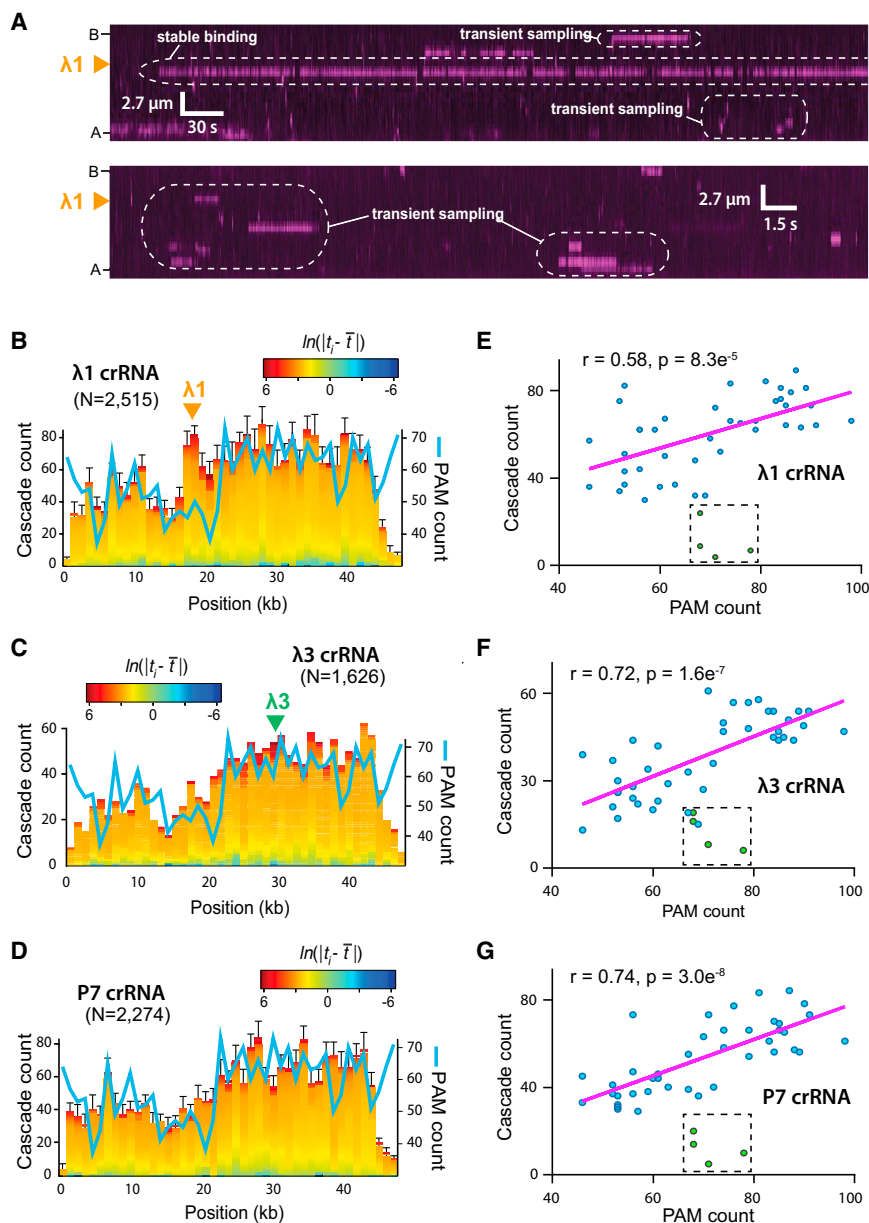 A
B
stable binding
transient sampling
λ1
2.7 µm
30 s
transient sampling
A
B
λ1
transient sampling
2.7 µm
1.5 s
A
B
ln(|ti- t̅|)
λ1 crRNA
(N=2,515)
λ1
6 0 -6
Cascade count
80
60
40
20
0
70
60
50
40
PAM count
0 10 20 30 40
Position (kb)
E
r = 0.58, p = 8.3e-5
Cascade count
80
40
0
λ1 crRNA
40 60 80 100
PAM count
C
ln(|ti- t̅|)
λ3 crRNA
(N=1,626)
6 0 -6
λ3
Cascade count
60
40
20
0
70
60
50
40
PAM count
0 10 20 30 40
Position (kb)
F
r = 0.72, p = 1.6e-7
Cascade count
60
30
0
λ3 crRNA
40 60 80 100
PAM count
D
ln(|ti- t̅|)
P7 crRNA
(N=2,274)
6 0 -6
Cascade count
80
60
40
20
0
70
60
50
40
PAM count
0 10 20 30 40
Position (kb)
G
r = 0.74, p = 3.0e-8
Cascade count
80
40
0
P7 crRNA
40 60 80 100
PAM count